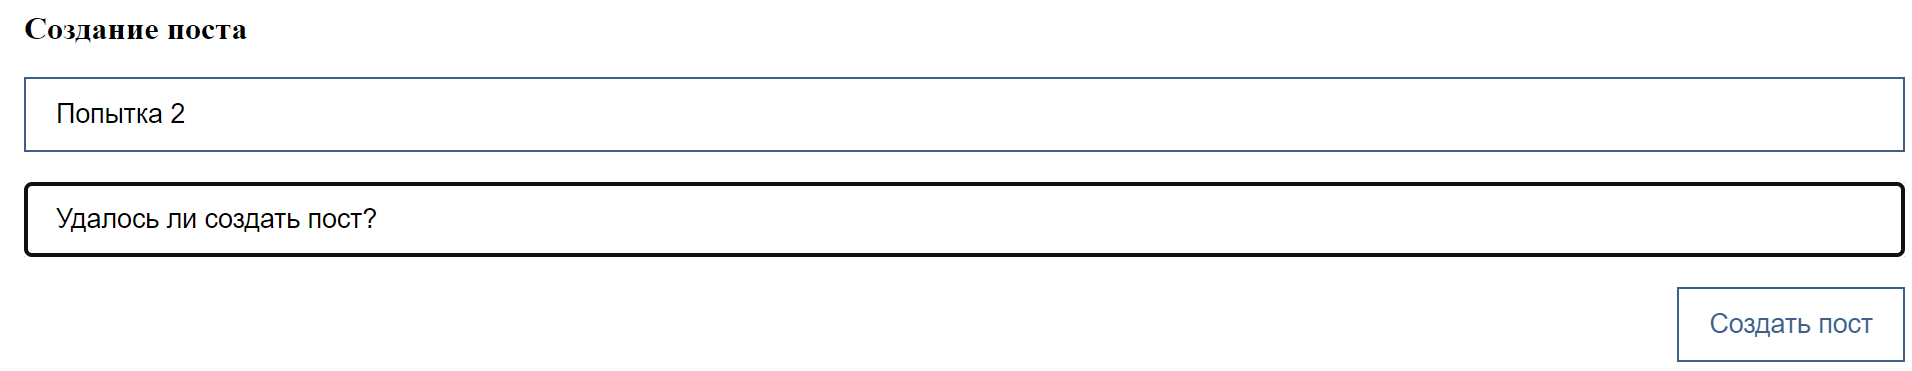 Создание поста
Попытка 2
Удалось ли создать пост?
Создать пост